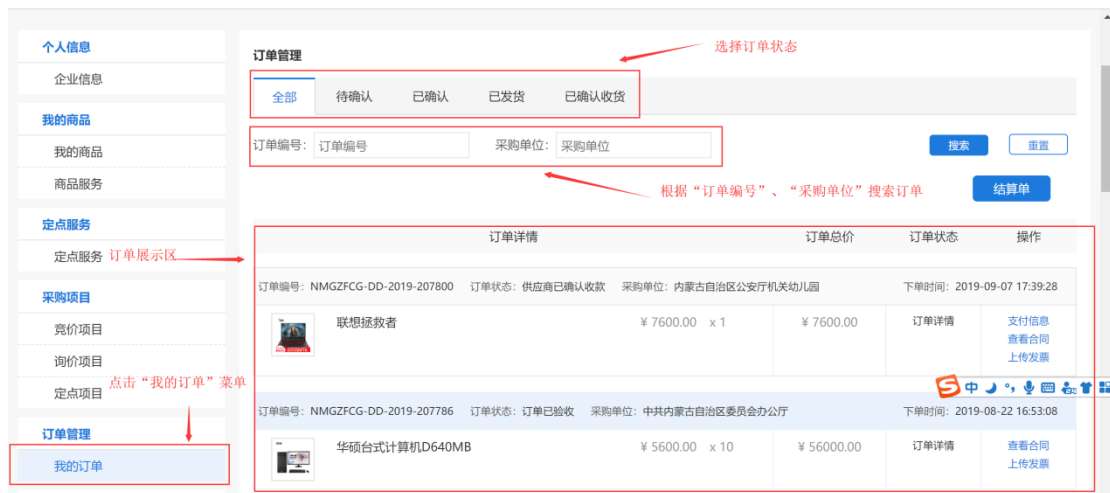 个人信息
企业信息
我的商品
我的商品
商品服务
定点服务
定点服务
订单展示区
采购项目
竞价项目
询价项目
定点项目
点击“我的订单”菜单
订单管理
我的订单
订单管理
选择订单状态
全部 待确认 已确认 已发货 已确认收货
订单编号： 订单编号 采购单位： 采购单位 搜索 重置
根据“订单编号”、“采购单位”搜索订单
结算单
订单详情 订单总价 订单状态 操作
订单编号：NMGZFCG-DD-2019-207800 订单状态：供应商已确认收款 采购单位：内蒙古自治区公安厅机关幼儿园 下单时间：2019-09-07 17:39:28
联想拯救者 ¥ 7600.00 x 1 ¥ 7600.00 订单详情 支付信息
查看合同
上传发票
中
订单编号：NMGZFCG-DD-2019-207786 订单状态：订单已验收 采购单位：中共内蒙古自治区委员会办公厅 下单时间：2019-08-22 16:53:08
华硕台式计算机D640MB ¥ 5600.00 x 10 ¥ 56000.00 订单详情 查看合同
上传发票